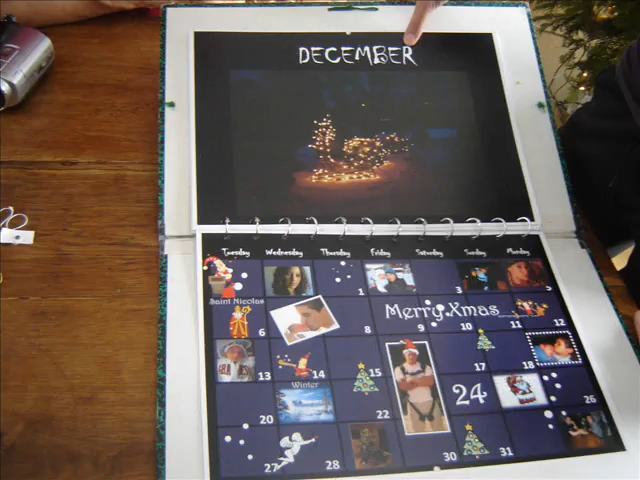 DECEMBER
Tuesday Wednesday Thursday Friday Saturday Sunday Monday
1 3 5
Saint Nicolas
Merry Xmas
6 8 9 10 11 12
13 14 15 17 18
Winter
24
20 22 26
27 28 30 31